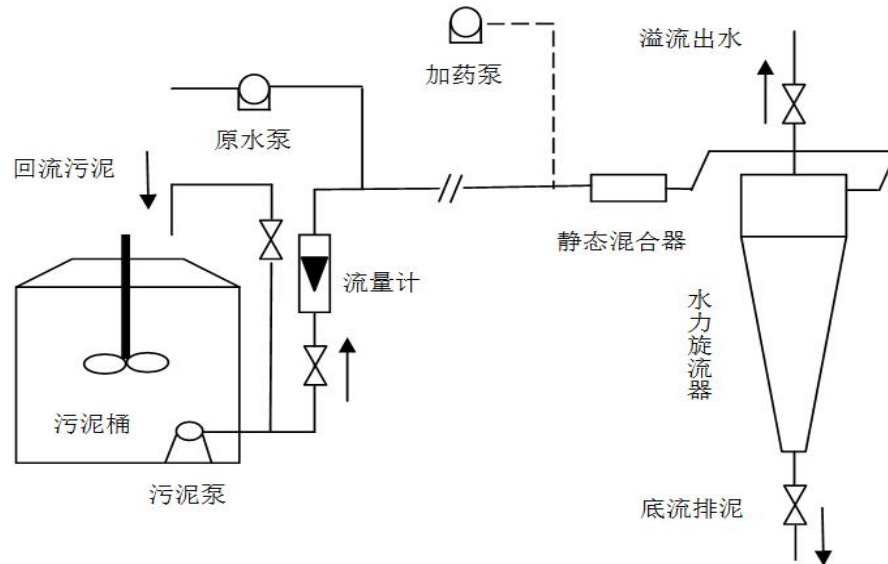 溢流出水
加药泵
原水泵
回流污泥
静态混合器
流量计
水力旋流器
污泥桶
污泥泵
底流排泥